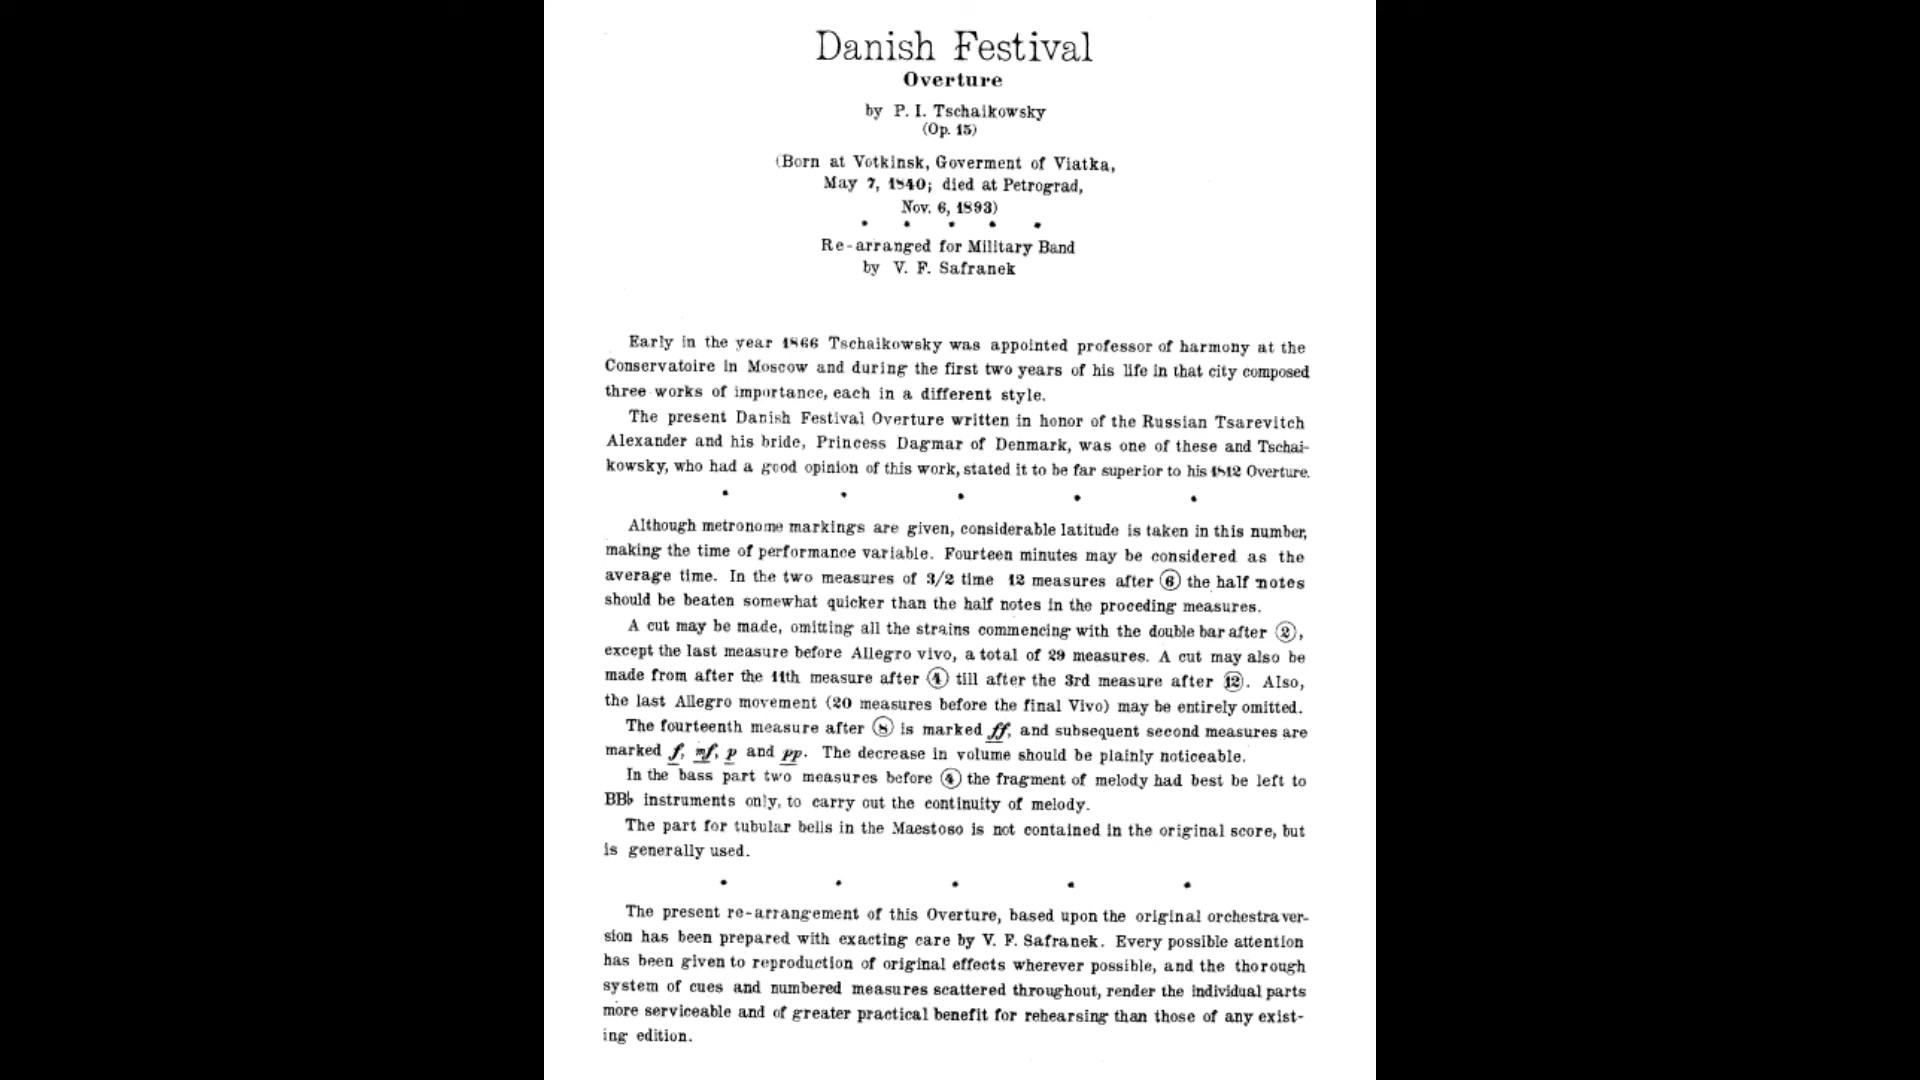 Danish Festival
Overture
by P. I. Tschaikowsky
(Op. 15)
(Born at Votkinsk, Goverment of Viatka,
May 7, 1840; died at Petrograd,
Nov. 6, 1893)
Re-arranged for Military Band
by V. F. Safranek
Early in the year 1866 Tschaikowsky was appointed professor of harmony at the
Conservatoire in Moscow and during the first two years of his life in that city composed
three works of importance, each in a different style.
The present Danish Festival Overture written in honor of the Russian Tsarevitch
Alexander and his bride, Princess Dagmar of Denmark, was one of these and Tschai-
kowsky, who had a good opinion of this work, stated it to be far superior to his 1812 Overture.
Although metronome markings are given, considerable latitude is taken in this number,
making the time of performance variable. Fourteen minutes may be considered as the
average time. In the two measures of 3/2 time 12 measures after 6 the half notes
should be beaten somewhat quicker than the half notes in the proceding measures.
A cut may be made, omitting all the strains commencing with the double bar after 2,
except the last measure before Allegro vivo, a total of 29 measures. A cut may also be
made from after the 11th measure after 4 till after the 3rd measure after 12. Also,
the last Allegro movement (20 measures before the final Vivo) may be entirely omitted.
The fourteenth measure after 8 is marked ff, and subsequent second measures are
marked f, mf, p and pp. The decrease in volume should be plainly noticeable.
In the bass part two measures before 4 the fragment of melody had best be left to
BB♭ instruments only, to carry out the continuity of melody.
The part for tubular bells in the Maestoso is not contained in the original score, but
is generally used.
The present re-arrangement of this Overture, based upon the original orchestra ver-
sion has been prepared with exacting care by V. F. Safranek. Every possible attention
has been given to reproduction of original effects wherever possible, and the thorough
system of cues and numbered measures scattered throughout, render the individual parts
more serviceable and of greater practical benefit for rehearsing than those of any exist-
ing edition.